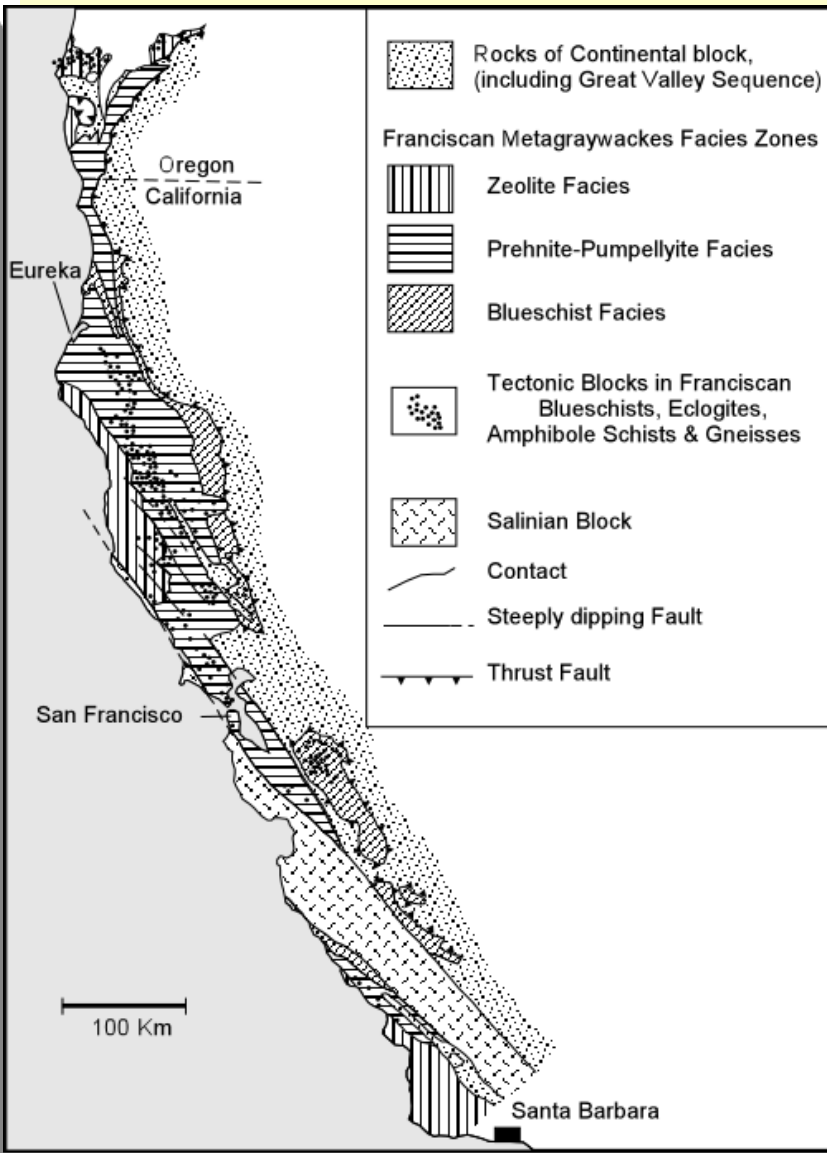 Rocks of Continental block,
(including Great Valley Sequence)
Franciscan Metagraywackes Facies Zones
Zeolite Facies
Prehnite-Pumpellyite Facies
Blueschist Facies
Tectonic Blocks in Franciscan
Blueschists, Eclogites,
Amphibole Schists & Gneisses
Salinian Block
Contact
Steeply dipping Fault
Thrust Fault
Oregon
California
Eureka
San Francisco
100 Km
Santa Barbara